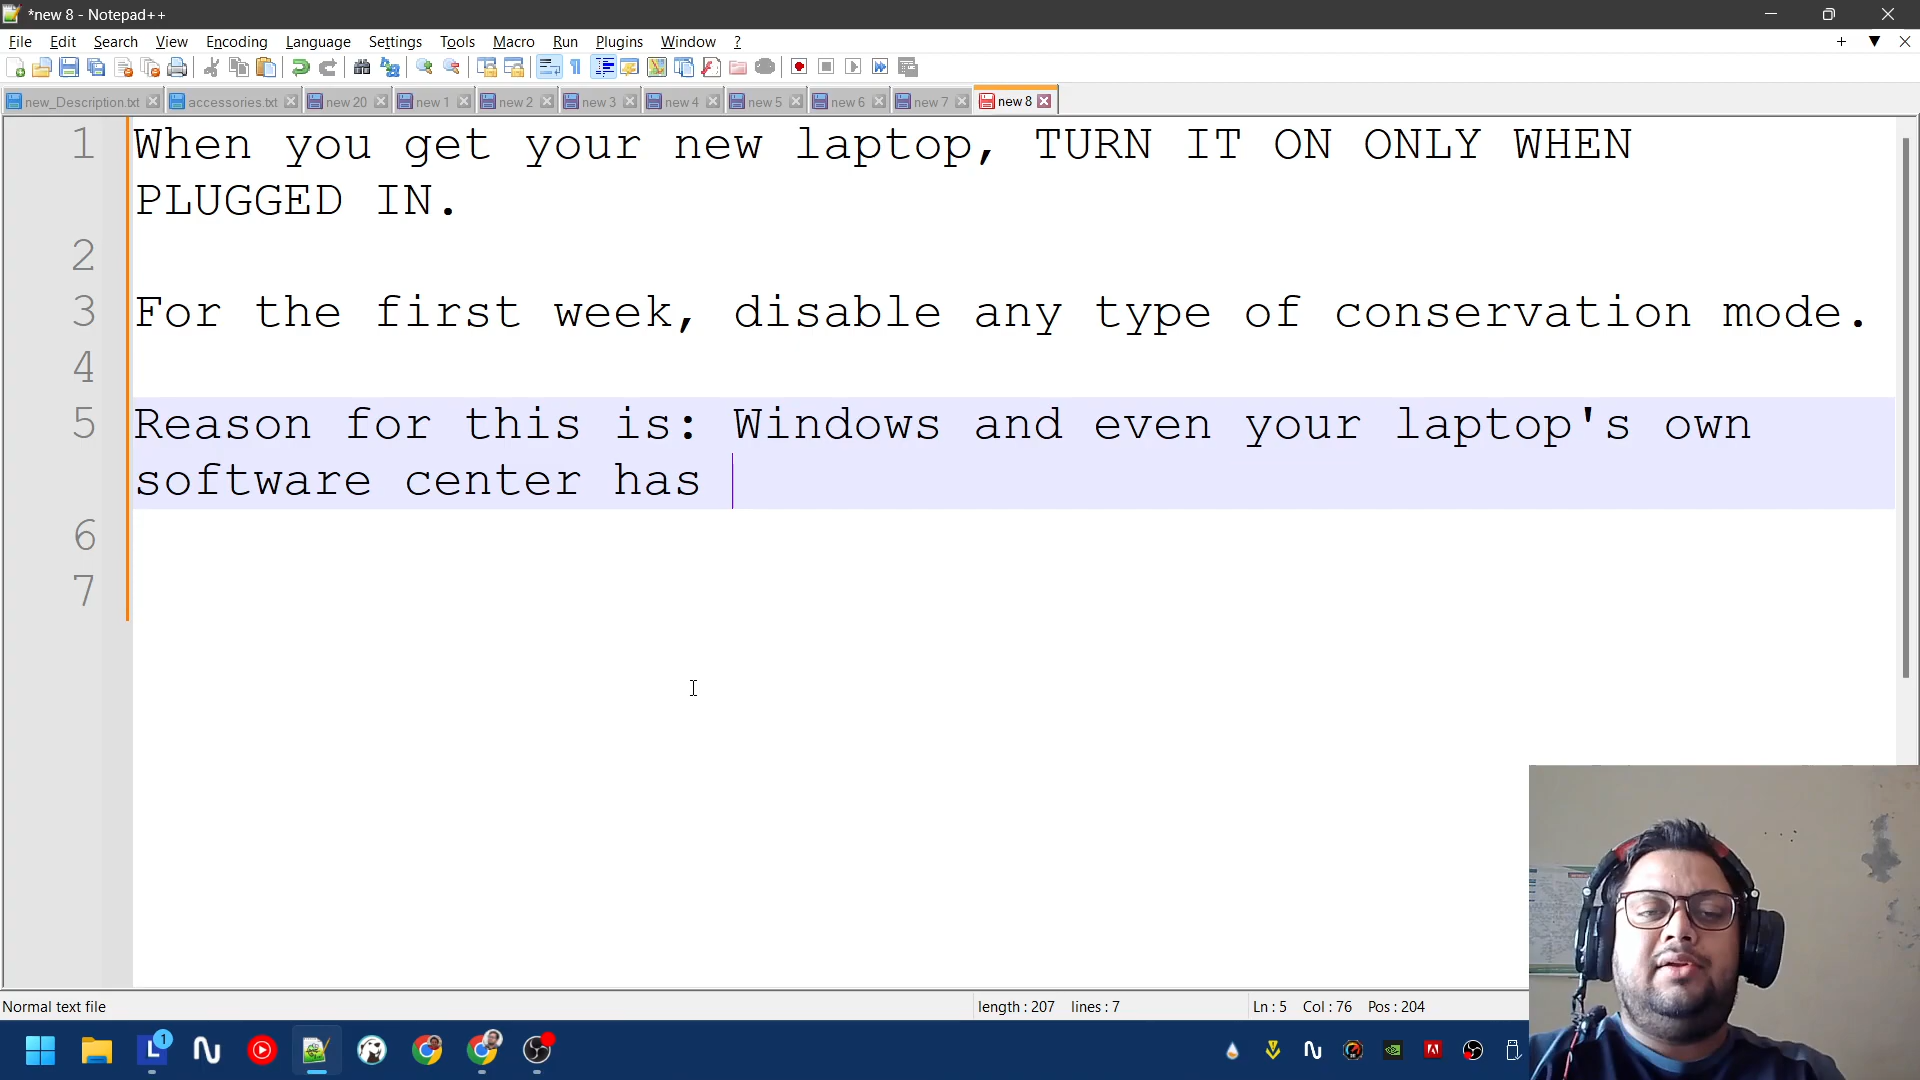 *new 8 - Notepad++
File Edit Search View Encoding Language Settings Tools Macro Run Plugins Window ?
new_Description.txt accessories.txt new 20 new 1 new 2 new 3 new 4 new 5 new 6 new 7 new 8
1 When you get your new laptop, TURN IT ON ONLY WHEN
PLUGGED IN.
2
3 For the first week, disable any type of conservation mode.
4
5 Reason for this is: Windows and even your laptop's own
software center has
6
7
Normal text file length : 207 lines : 7 Ln : 5 Col : 76 Pos : 204
L 1